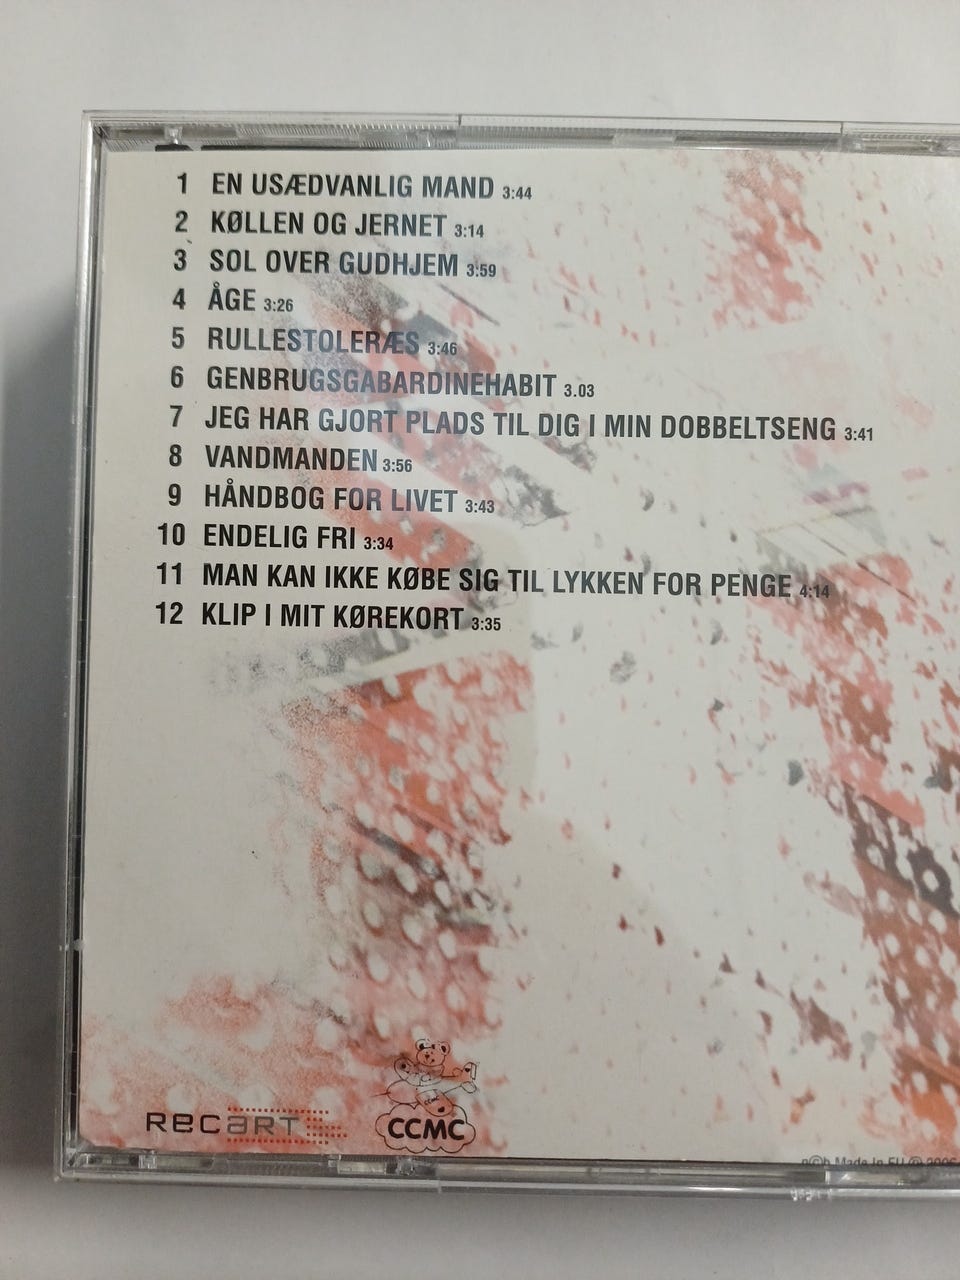 1 EN USÆDVANLIG MAND 3:44
2 KØLLEN OG JERNET 3:14
3 SOL OVER GUDHJEM 3:59
4 ÅGE 3:26
5 RULLESTOLERÆS 3:46
6 GENBRUGSGABARDINEHABIT 3.03
7 JEG HAR GJORT PLADS TIL DIG I MIN DOBBELTSENG 3:41
8 VANDMANDEN 3:56
9 HÅNDBOG FOR LIVET 3:43
10 ENDELIG FRI 3:34
11 MAN KAN IKKE KØBE SIG TIL LYKKEN FOR PENGE 4:14
12 KLIP I MIT KØREKORT 3:35
RECART
CCMC
Made In EU